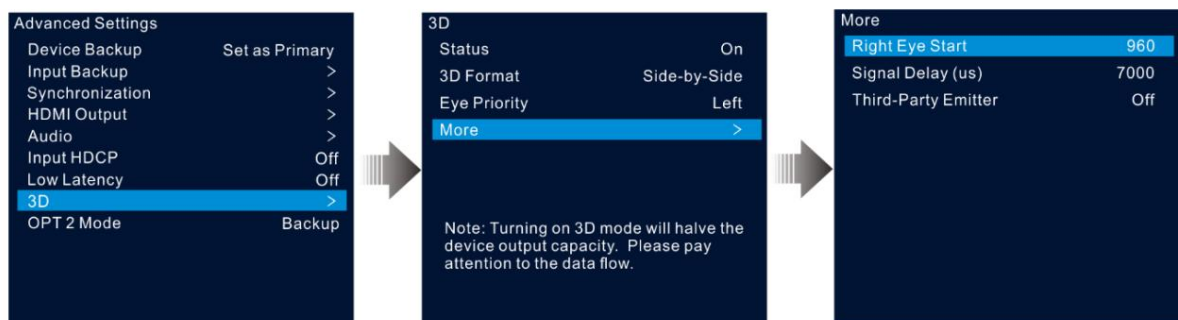 Advanced Settings
Device Backup Set as Primary
Input Backup >
Synchronization >
HDMI Output >
Audio >
Input HDCP Off
Low Latency Off
3D >
OPT 2 Mode Backup
3D
Status On
3D Format Side-by-Side
Eye Priority Left
More >
Note: Turning on 3D mode will halve the
device output capacity. Please pay
attention to the data flow.
More
Right Eye Start 960
Signal Delay (us) 7000
Third-Party Emitter Off